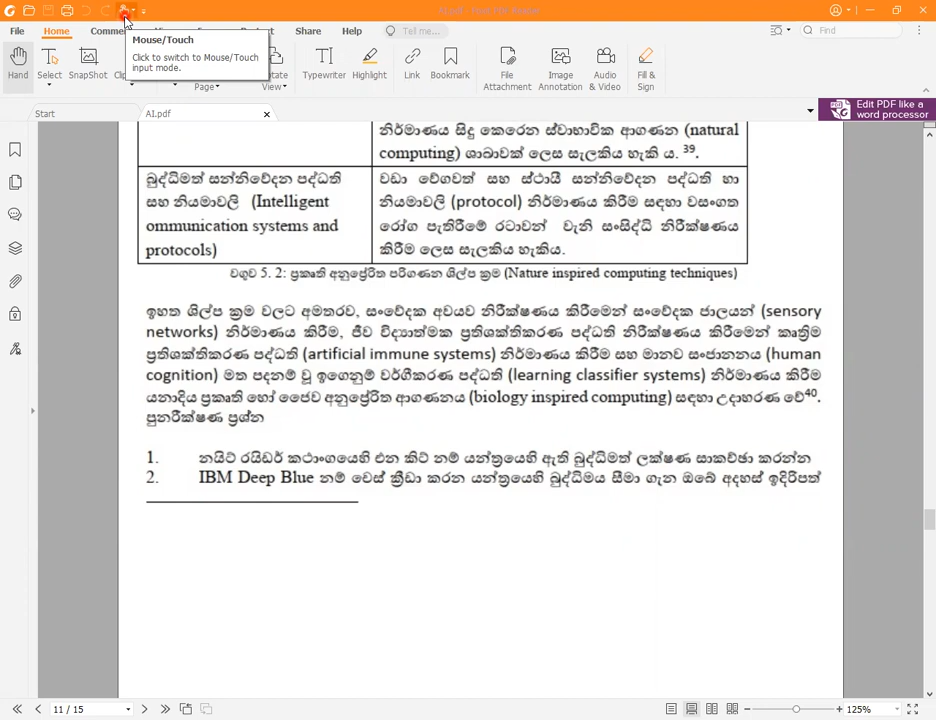 File
Home
Share
Help
Tell me...
Find
Mouse/Touch
Click to switch to Mouse/Touch
input mode.
Hand
Select
SnapShot
Page
View
Typewriter
Highlight
Link
Bookmark
File
Attachment
Image
Annotation
Audio
& Video
Fill &
Sign
Start
AI.pdf
Edit PDF like a
word processor
නිර්මාණය සිදු කෙරෙන ස්වාභාවික ආගණන (natural
computing) ශාඛාවක් ලෙස සැලකිය හැකි ය. 39.
බුද්ධිමත් සන්නිවේදන පද්ධති
සහ නියමාවලි (Intelligent
ommunication systems and
protocols)
වඩා වේගවත් සහ ස්ථායී සන්නිවේදන පද්ධති හා
නියමාවලි (protocol) නිර්මාණය කිරීම සඳහා වසංගත
රෝග පැතිරීමේ රටාවන් වැනි සංසිද්ධි නිරීක්ෂණය
කිරීම ලෙස සැලකිය හැකිය.
වගුව 5. 2: ප්‍රකෘති අනුප්‍රේරිත පරිගණන ශිල්ප ක්‍රම (Nature inspired computing techniques)
ඉහත ශිල්ප ක්‍රම වලට අමතරව, සංවේදක අවයව නිරීක්ෂණය කිරීමෙන් සංවේදක ජාලයන් (sensory
networks) නිර්මාණය කිරීම, ජීව විද්‍යාත්මක ප්‍රතිශක්තිකරණ පද්ධති නිරීක්ෂණය කිරීමෙන් කෘත්‍රිම
ප්‍රතිශක්තිකරණ පද්ධති (artificial immune systems) නිර්මාණය කිරීම සහ මානව සංජානනය (human
cognition) මත පදනම් වූ ඉගෙනුම් වර්ගීකරණ පද්ධති (learning classifier systems) නිර්මාණය කිරීම
යනාදිය ප්‍රකෘති හෝ ජෛව අනුප්‍රේරිත ආගණනය (biology inspired computing) සඳහා උදාහරණ වේ40.
පුනරීක්ෂණ ප්‍රශ්න
1. නයිට් රයිඩර් කථාංගයෙහි එන කිට් නම් යන්ත්‍රයෙහි ඇති බුද්ධිමත් ලක්ෂණ සාකච්ඡා කරන්න
2. IBM Deep Blue නම් චෙස් ක්‍රීඩා කරන යන්ත්‍රයෙහි බුද්ධිමය සීමා ගැන ඔබේ අදහස් ඉදිරිපත්
11 / 15
125%